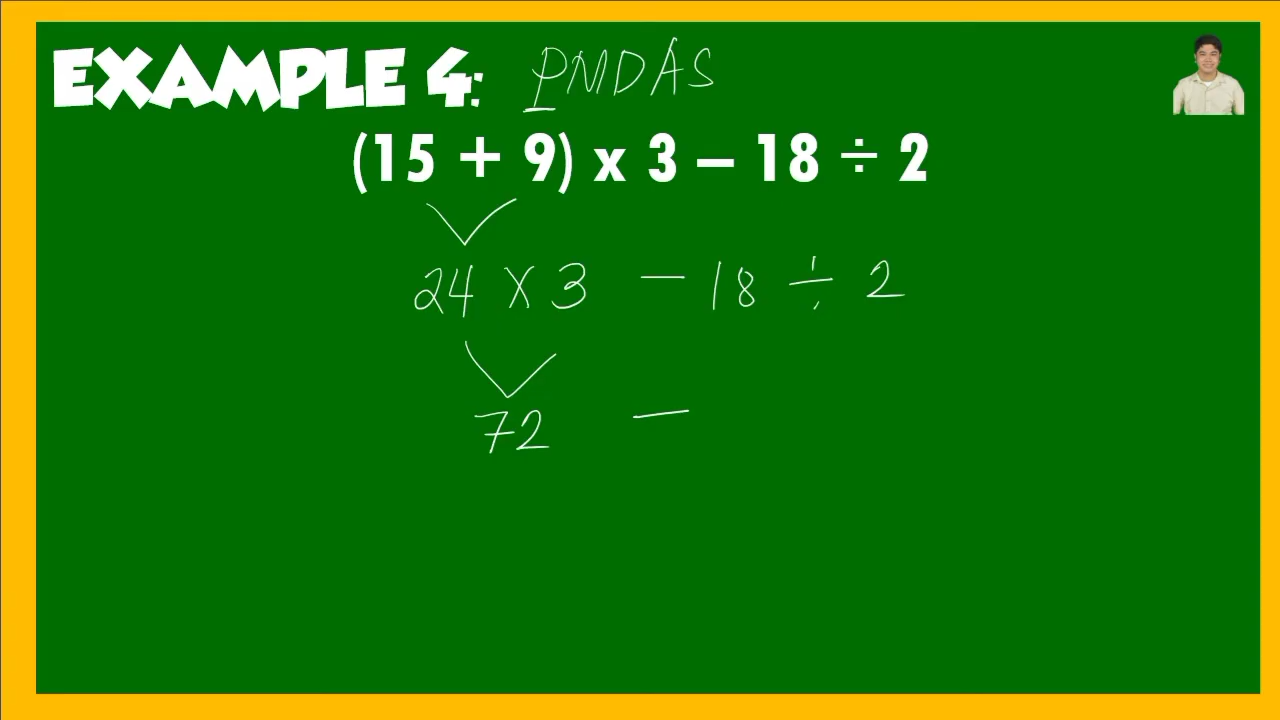 EXAMPLE 4: PMDAS
(15 + 9) x 3 – 18 ÷ 2
24 × 3 – 18 ÷ 2
72 –